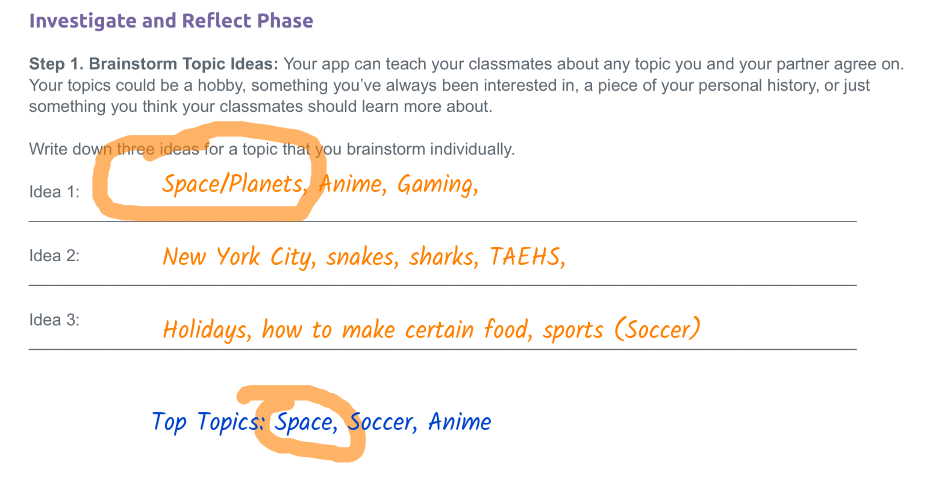 Investigate and Reflect Phase
Step 1. Brainstorm Topic Ideas: Your app can teach your classmates about any topic you and your partner agree on.
Your topics could be a hobby, something you've always been interested in, a piece of your personal history, or just
something you think your classmates should learn more about.
Write down three ideas for a topic that you brainstorm individually.
Idea 1: Space/Planets, Anime, Gaming,
Idea 2: New York City, snakes, sharks, TAEHS,
Idea 3: Holidays, how to make certain food, sports (Soccer)
Top Topics: Space, Soccer, Anime